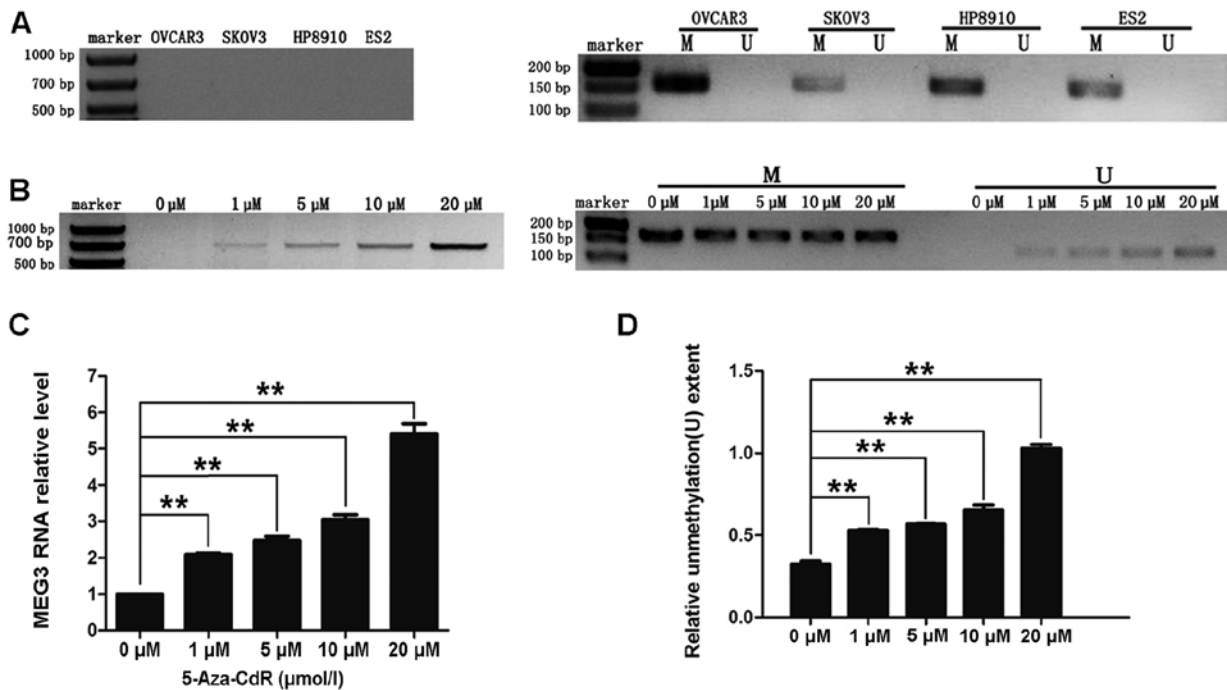 A
marker OVCAR3 SKOV3 HP8910 ES2
1000 bp
700 bp
500 bp
OVCAR3 SKOV3 HP8910 ES2
marker M U M U M U M U
200 bp
150 bp
100 bp
B
marker 0 μM 1 μM 5 μM 10 μM 20 μM
1000 bp
700 bp
500 bp
M U
marker 0 μM 1μM 5 μM 10 μM 20 μM 0 μM 1 μM 5 μM 10 μM 20 μM
200 bp
150 bp
100 bp
C
MEG3 RNA relative level
7
6
5
4
3
2
1
0
**
**
**
**
0 μM 1 μM 5 μM 10 μM 20 μM
5-Aza-CdR (μmol/l)
D
Relative unmethylation(U) extent
1.5
1.0
0.5
0.0
**
**
**
**
0 μM 1 μM 5 μM 10 μM 20 μM